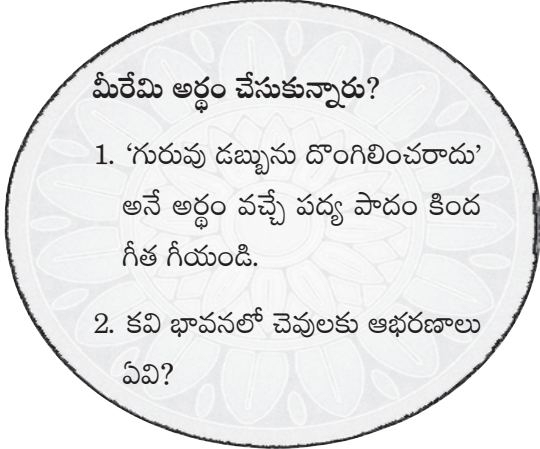 మీరేమి అర్థం చేసుకున్నారు?
1. ‘గురువు డబ్బును దొంగిలించరాదు’
అనే అర్థం వచ్చే పద్య పాదం కింద
గీత గీయండి.
2. కవి భావనలో చెవులకు ఆభరణాలు
ఏవి?